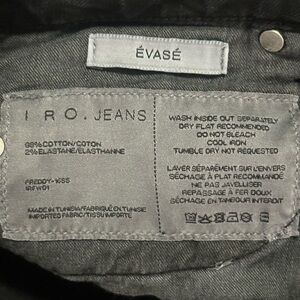 ÉVASÉ
I R O . JEANS
98% COTTON/COTON
2% ELASTANE/ELASTHANNE
FREDDY-16SS
MADE IN TUNISIA/FABRIQUÉ EN TUNISIE
IMPORTED FABRIC/TISSU IMPORTÉ
WASH INSIDE OUT SEPARATELY
DRY FLAT RECOMMENDED
DO NOT BLEACH
COOL IRON
TUMBLE DRY NOT REQUESTED
LAVER SÉPARÉMENT SUR L'ENVERS
SÉCHAGE À PLAT RECOMMANDÉ
NE PAS JAVELLISER
REPASSAGE À FER DOUX
SÉCHAGE EN TAMBOUR INTERDIT